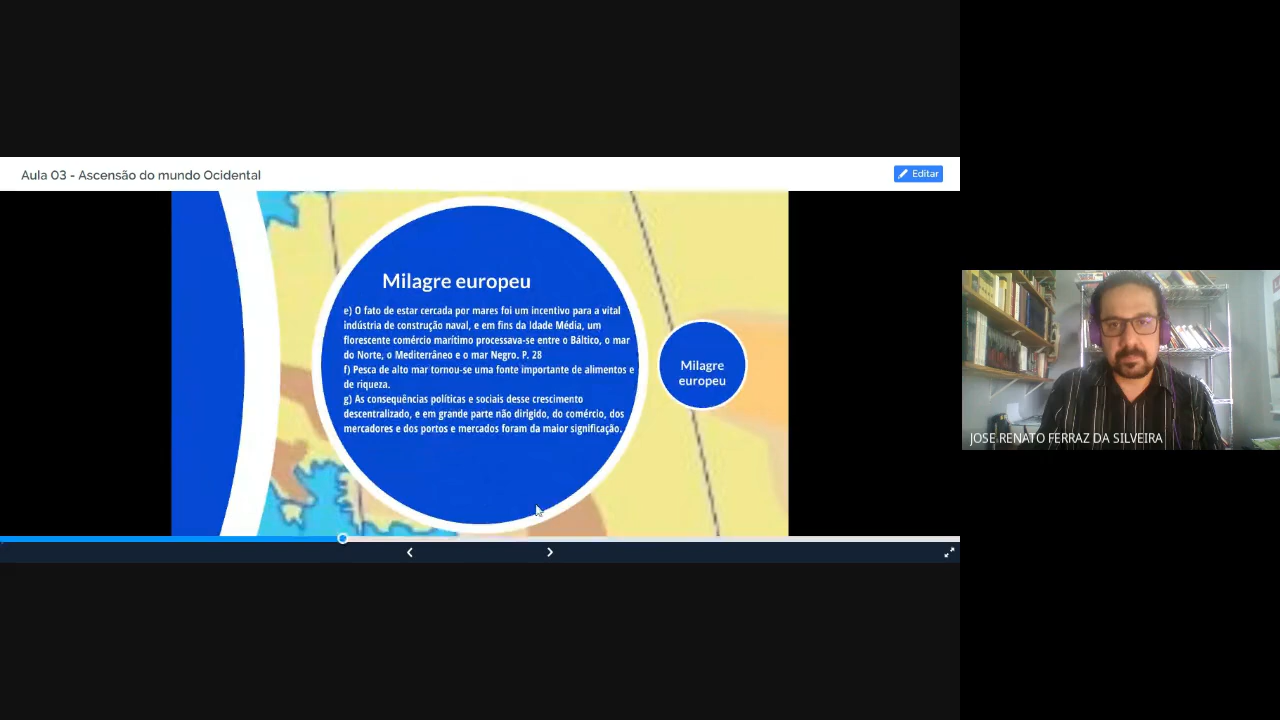 Aula 03 - Ascensão do mundo Ocidental
Editar
Milagre europeu
e) O fato de estar cercada por mares foi um incentivo para a vital
indústria de construção naval, e em fins da Idade Média, um
florescente comércio marítimo processava-se entre o Báltico, o mar
do Norte, o Mediterrâneo e o mar Negro. P. 28
f) Pesca de alto mar tornou-se uma fonte importante de alimentos e
de riqueza.
g) As consequências políticas e sociais desse crescimento
descentralizado, e em grande parte não dirigido, do comércio, dos
mercadores e dos portos e mercados foram da maior significação.
Milagre
europeu
JOSE RENATO FERRAZ DA SILVEIRA